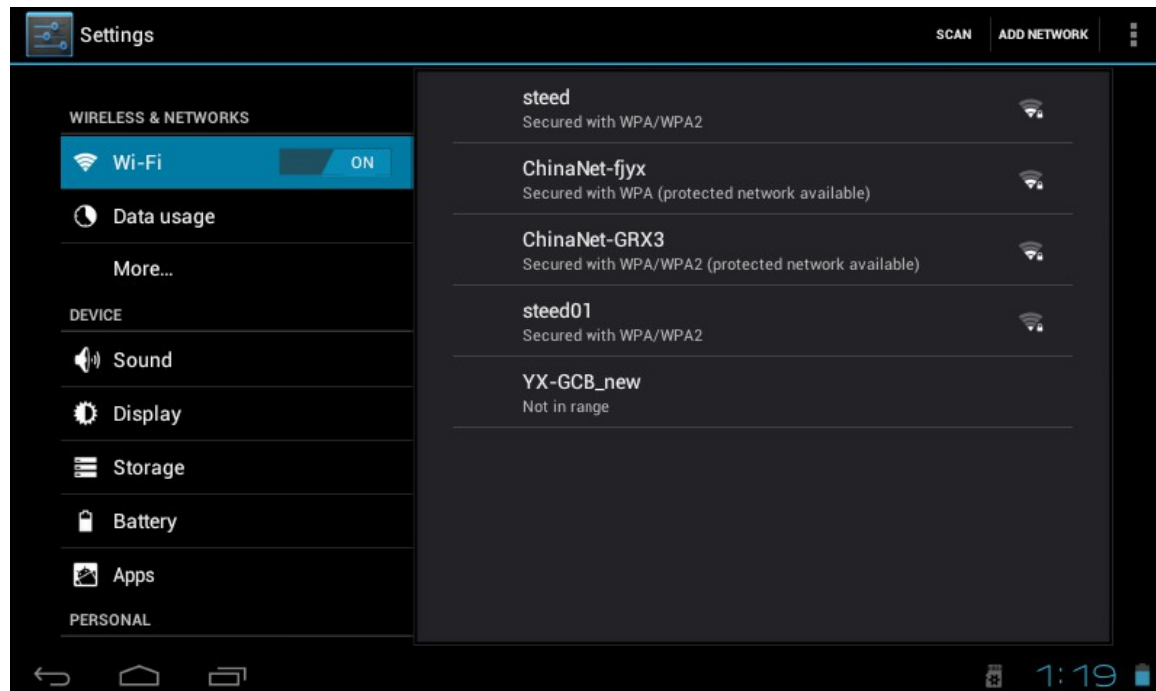 Settings
SCAN
ADD NETWORK
WIRELESS & NETWORKS
Wi-Fi
ON
Data usage
More...
DEVICE
Sound
Display
Storage
Battery
Apps
PERSONAL
steed
Secured with WPA/WPA2
ChinaNet-fjyx
Secured with WPA (protected network available)
ChinaNet-GRX3
Secured with WPA/WPA2 (protected network available)
steed01
Secured with WPA/WPA2
YX-GCB_new
Not in range
1:19